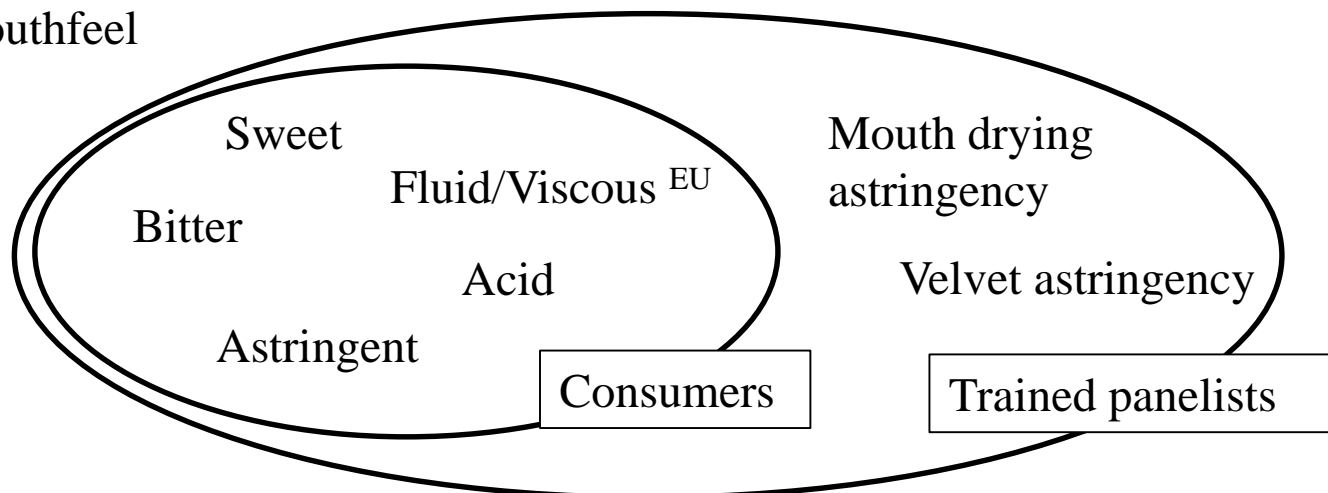 outhfeel
Sweet
Fluid/Viscous EU
Bitter
Acid
Astringent
Mouth drying
astringency
Velvet astringency
Consumers
Trained panelists